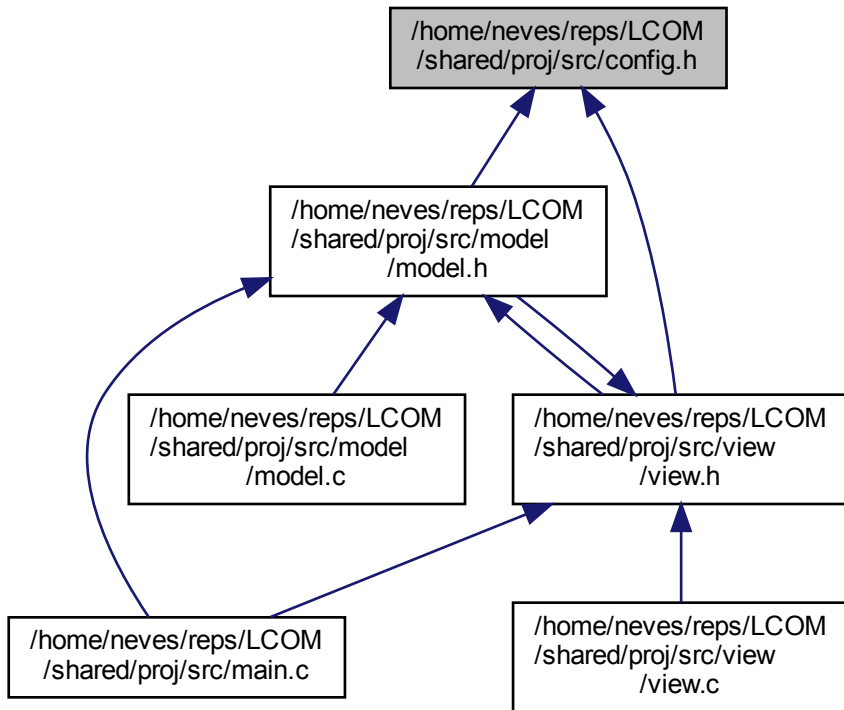 /home/neves/reps/LCOM
/shared/proj/src/config.h
/home/neves/reps/LCOM
/shared/proj/src/model
/model.h
/home/neves/reps/LCOM
/shared/proj/src/model
/model.c
/home/neves/reps/LCOM
/shared/proj/src/view
/view.h
/home/neves/reps/LCOM
/shared/proj/src/main.c
/home/neves/reps/LCOM
/shared/proj/src/view
/view.c